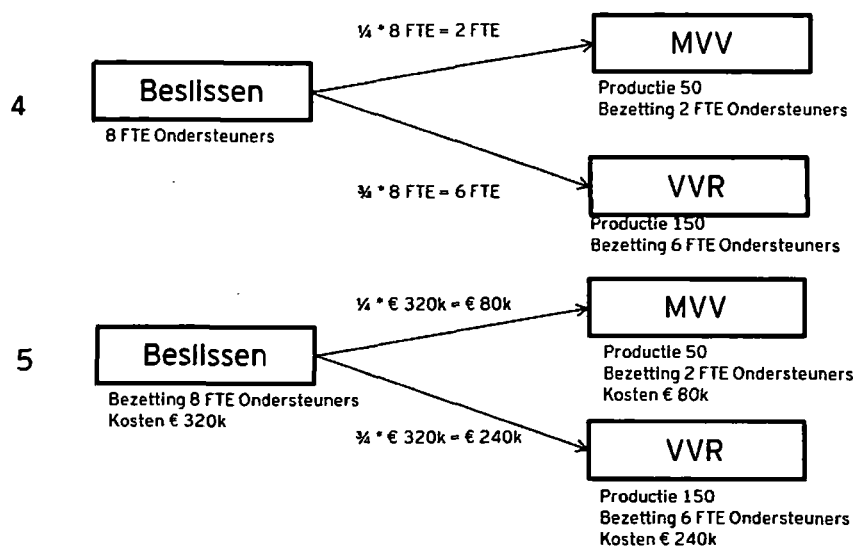 ¼ * 8 FTE = 2 FTE
MVV
4
Beslissen
8 FTE Ondersteuners
Productie 50
Bezetting 2 FTE Ondersteuners
¾ * 8 FTE = 6 FTE
VVR
Productie 150
Bezetting 6 FTE Ondersteuners
¼ * € 320k = € 80k
MVV
5
Beslissen
Bezetting 8 FTE Ondersteuners
Kosten € 320k
Productie 50
Bezetting 2 FTE Ondersteuners
Kosten € 80k
¾ * € 320k = € 240k
VVR
Productie 150
Bezetting 6 FTE Ondersteuners
Kosten € 240k